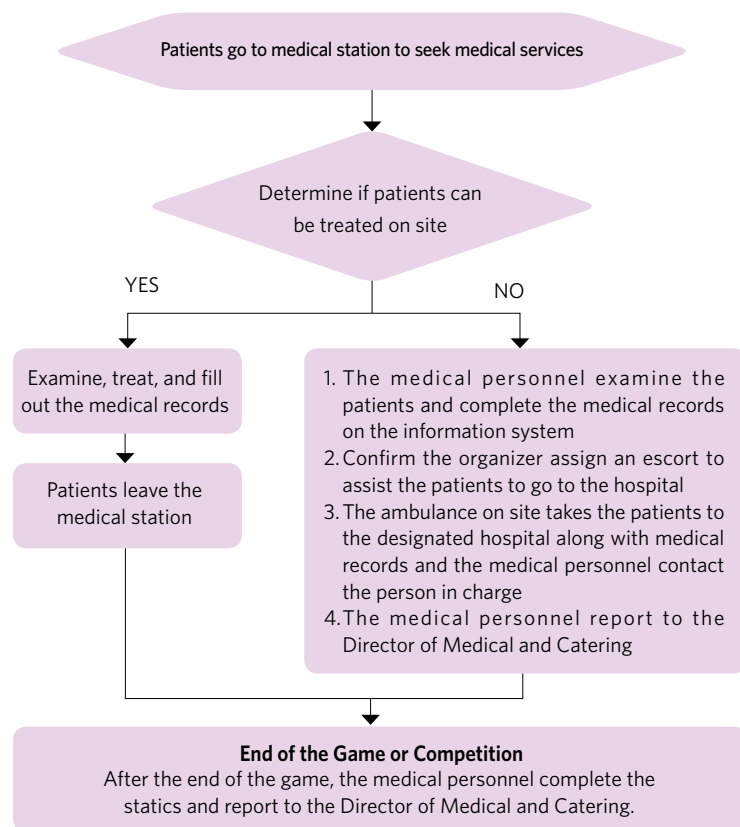 Patients go to medical station to seek medical services
Determine if patients can
be treated on site
YES
NO
Examine, treat, and fill
out the medical records
Patients leave the
medical station
1. The medical personnel examine the
patients and complete the medical records
on the information system
2. Confirm the organizer assign an escort to
assist the patients to go to the hospital
3. The ambulance on site takes the patients to
the designated hospital along with medical
records and the medical personnel contact
the person in charge
4. The medical personnel report to the
Director of Medical and Catering
End of the Game or Competition
After the end of the game, the medical personnel complete the
statics and report to the Director of Medical and Catering.